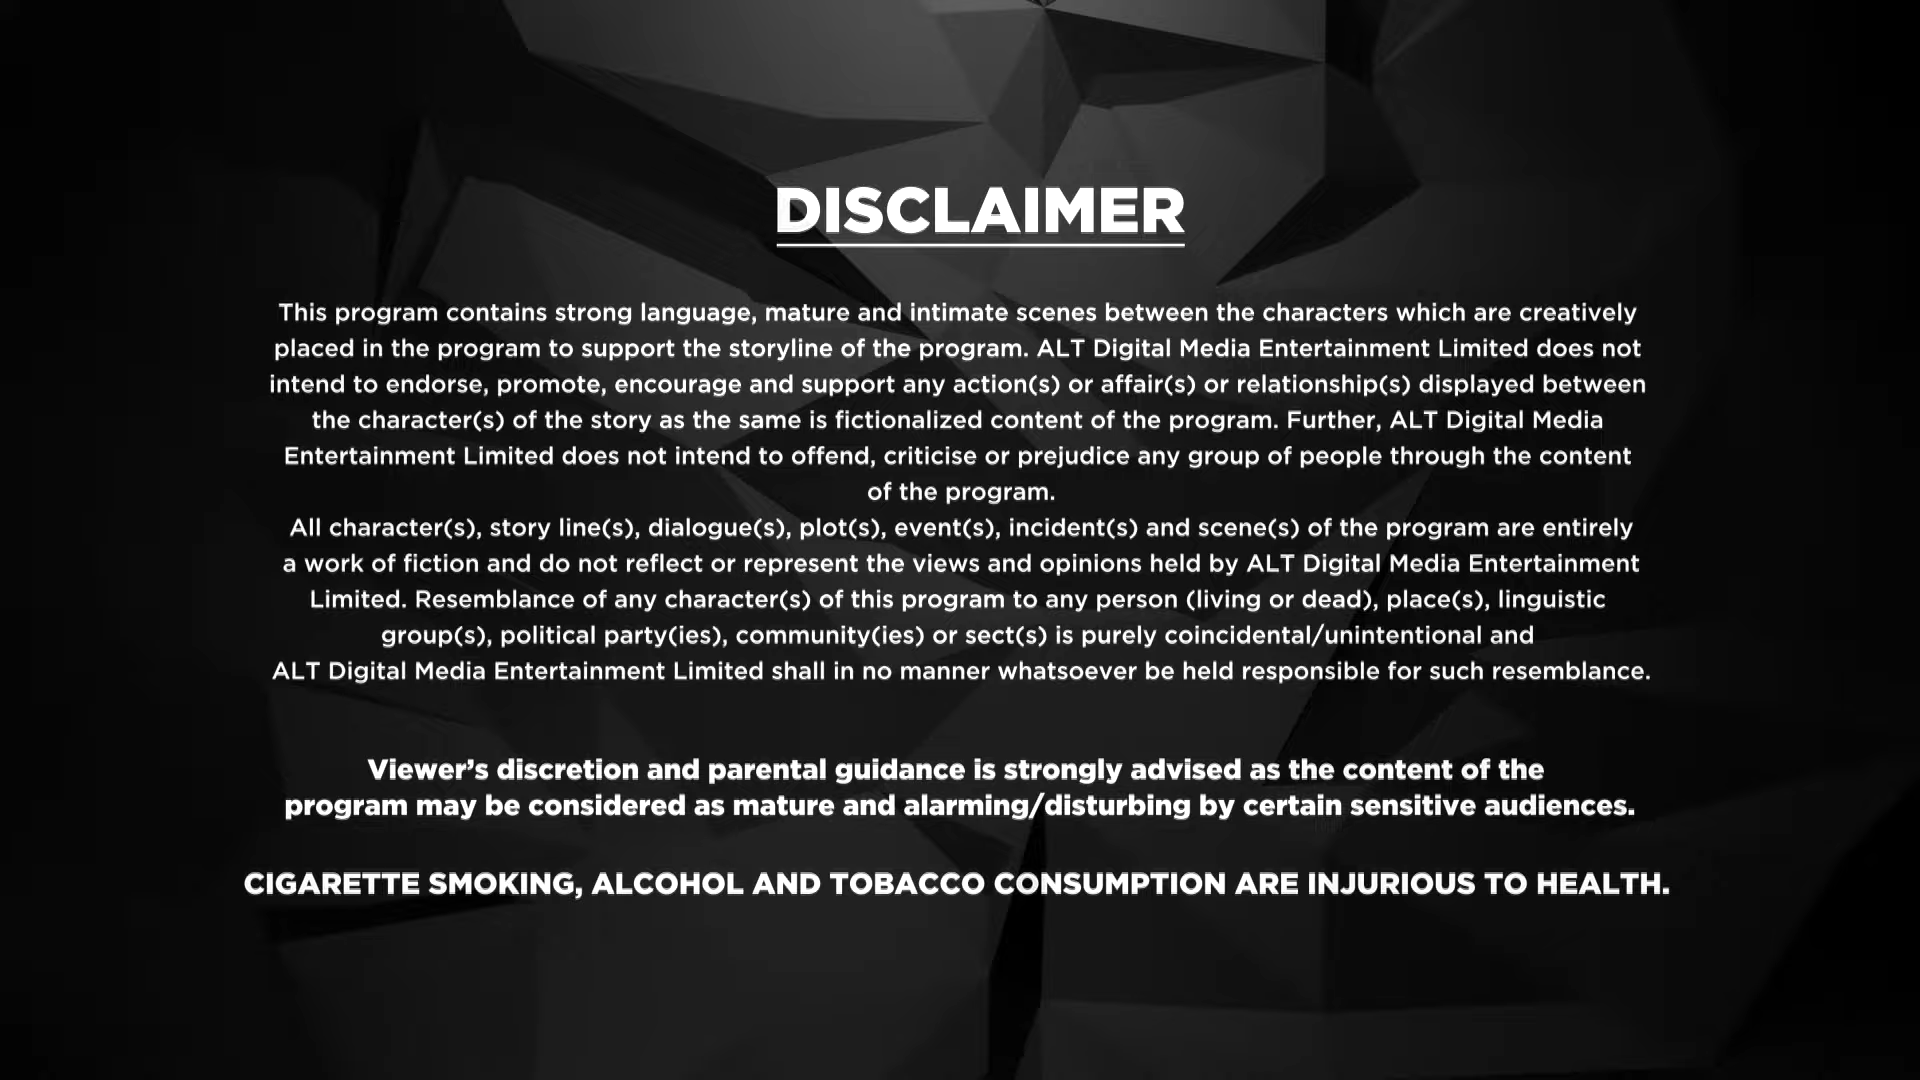 DISCLAIMER
This program contains strong language, mature and intimate scenes between the characters which are creatively
placed in the program to support the storyline of the program. ALT Digital Media Entertainment Limited does not
intend to endorse, promote, encourage and support any action(s) or affair(s) or relationship(s) displayed between
the character(s) of the story as the same is fictionalized content of the program. Further, ALT Digital Media
Entertainment Limited does not intend to offend, criticise or prejudice any group of people through the content
of the program.
All character(s), story line(s), dialogue(s), plot(s), event(s), incident(s) and scene(s) of the program are entirely
a work of fiction and do not reflect or represent the views and opinions held by ALT Digital Media Entertainment
Limited. Resemblance of any character(s) of this program to any person (living or dead), place(s), linguistic
group(s), political party(ies), community(ies) or sect(s) is purely coincidental/unintentional and
ALT Digital Media Entertainment Limited shall in no manner whatsoever be held responsible for such resemblance.
Viewer’s discretion and parental guidance is strongly advised as the content of the
program may be considered as mature and alarming/disturbing by certain sensitive audiences.
CIGARETTE SMOKING, ALCOHOL AND TOBACCO CONSUMPTION ARE INJURIOUS TO HEALTH.